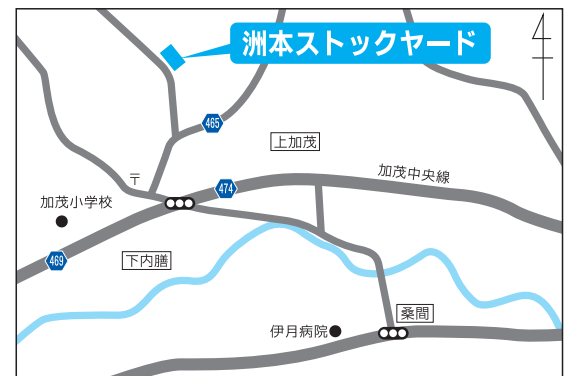 洲本ストックヤード
465
上加茂
加茂中央線
〒
474
加茂小学校
469
下内膳
桑間
伊月病院